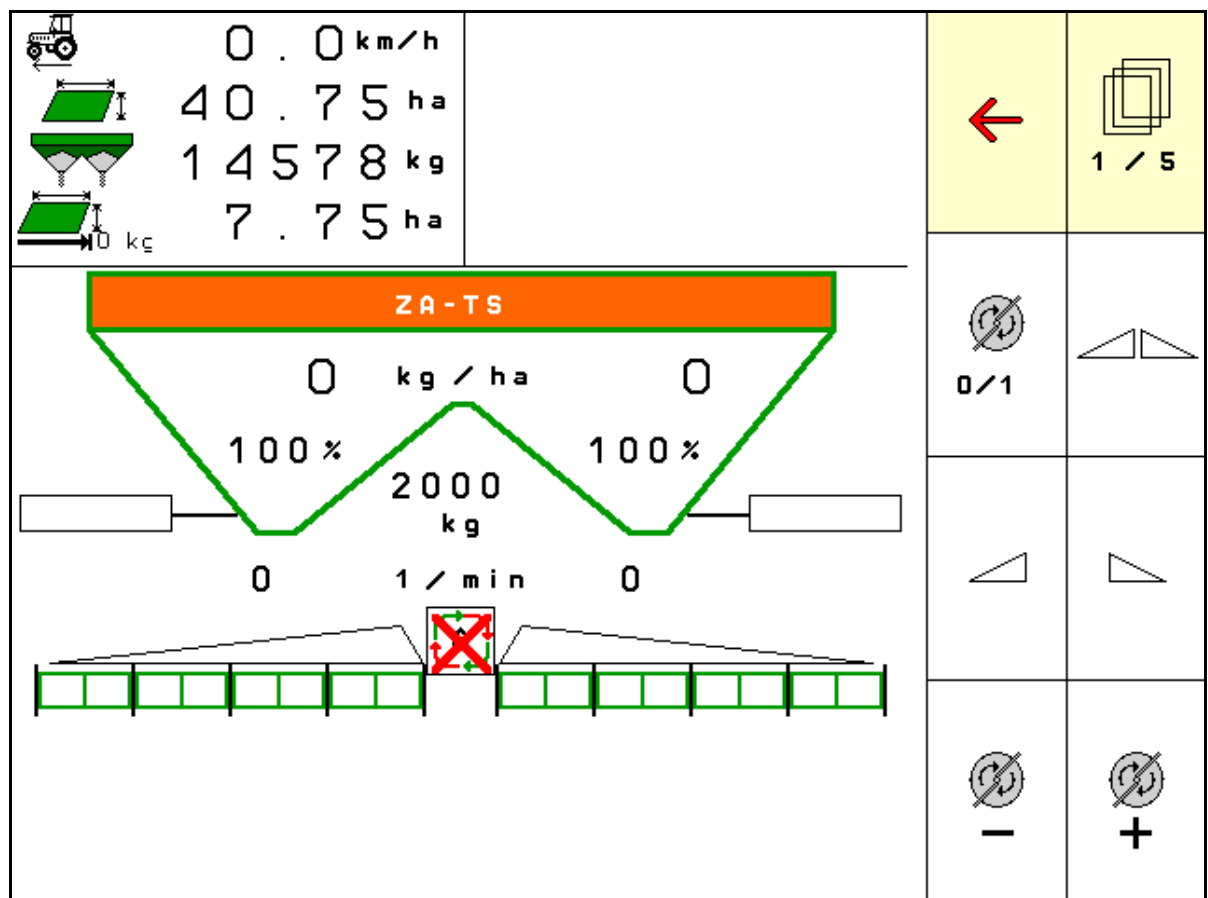 0.0 km/h
40.75 ha
14578 kg
7.75 ha
0 kg
1 / 5
ZA-TS
0 kg/ha 0
0/1
100% 100%
2000
kg
0 1/min 0
- +